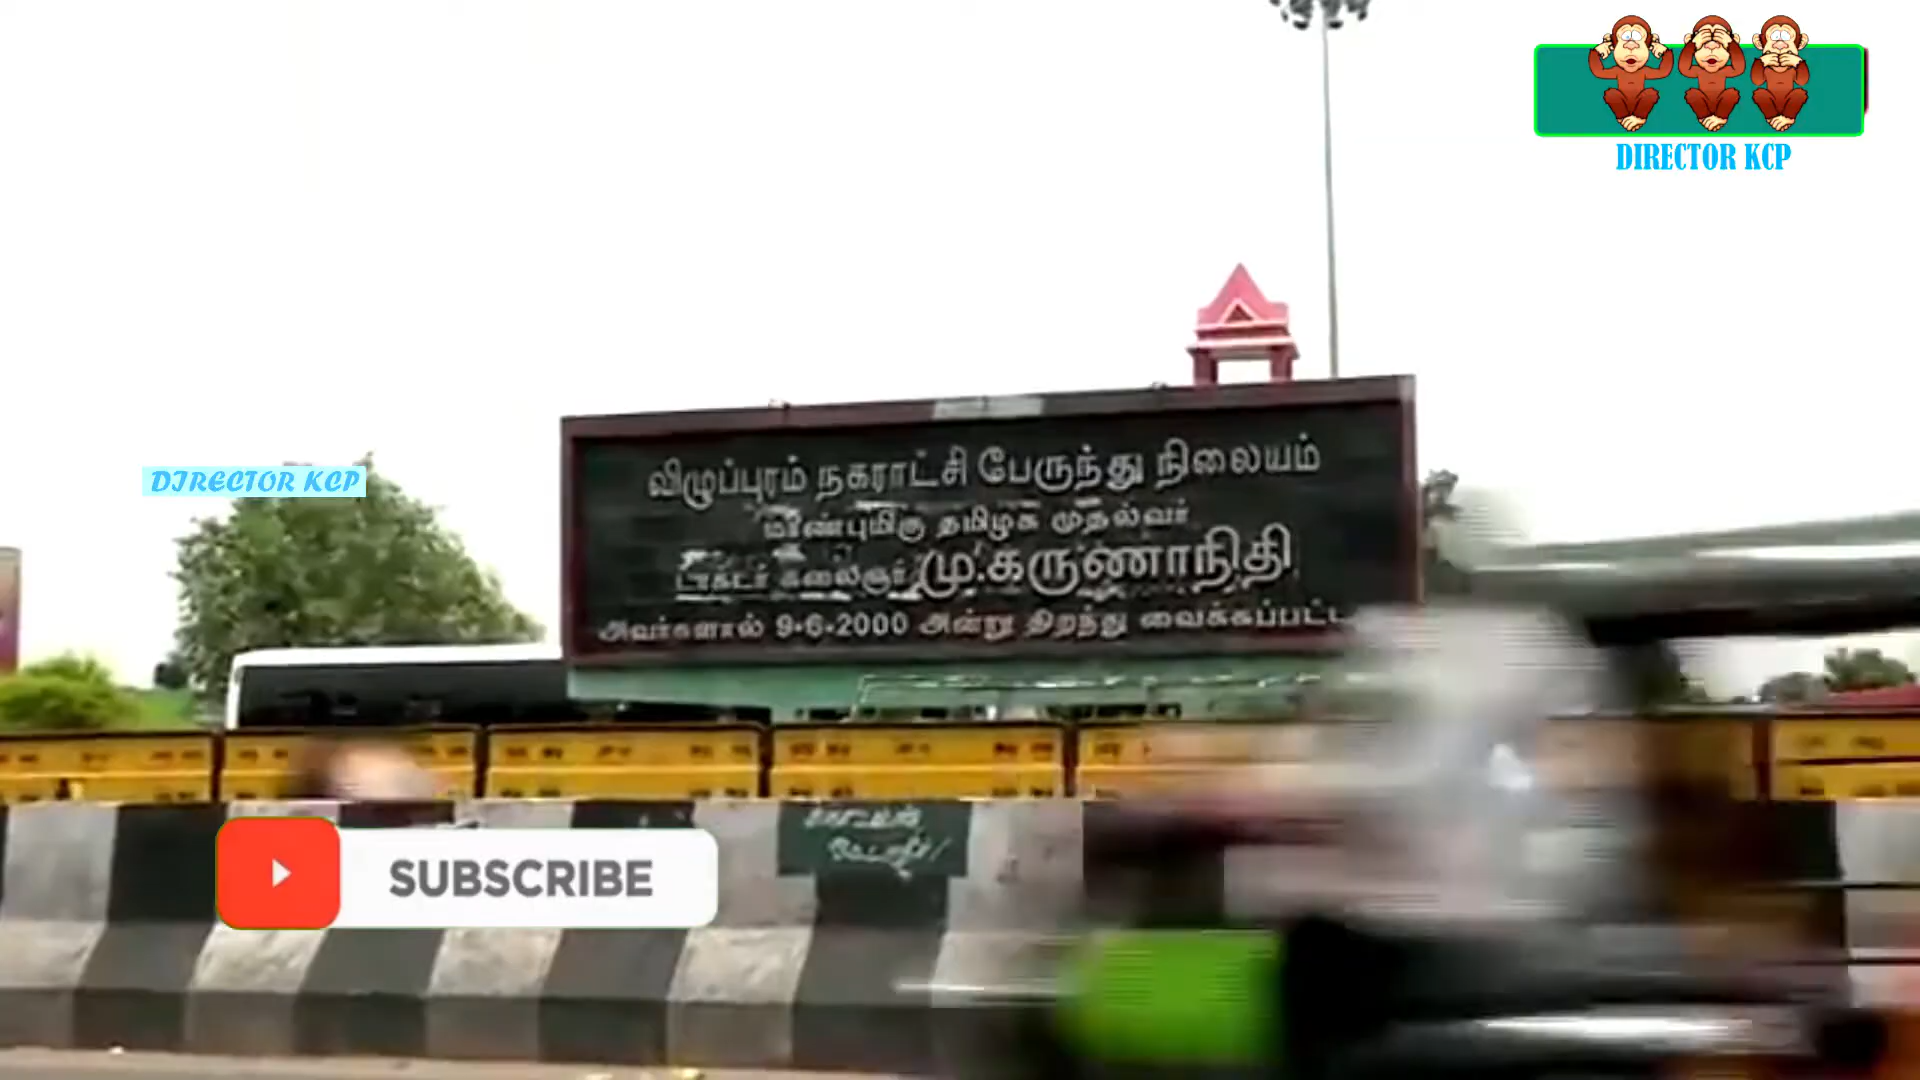 DIRECTOR KCP
விழுப்புரம் நகராட்சி பேருந்து நிலையம்
DIRECTOR KCP
மாண்புமிகு தமிழக முதல்வர்
டாக்டர் கலைஞர் மு.கருணாநிதி
அவர்களால் 9-6-2000 அன்று திறந்து வைக்கப்பட்ட
SUBSCRIBE